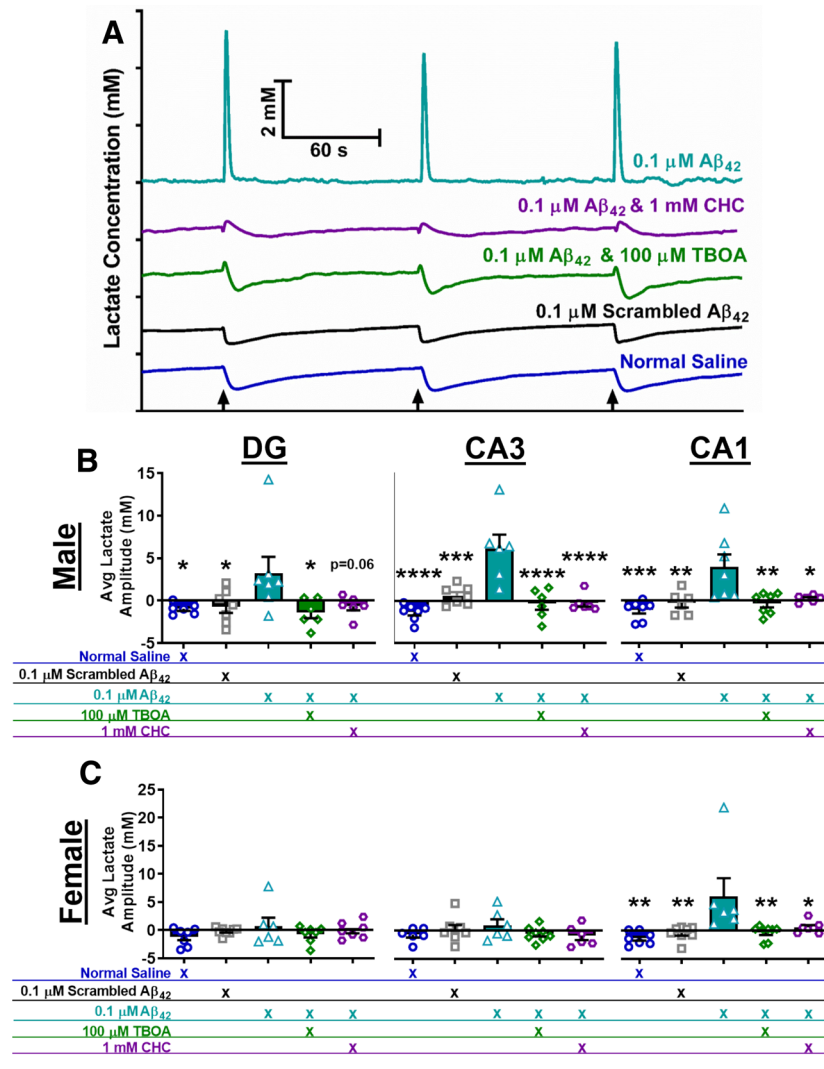 A
Lactate Concentration (mM)
2 mM
60 s
0.1 μM Aβ42
0.1 μM Aβ42 & 1 mM CHC
0.1 μM Aβ42 & 100 μM TBOA
0.1 μM Scrambled Aβ42
Normal Saline
B
DG CA3 CA1
Male
Avg Lactate
Amplitude (mM)
15
10
5
0
-5
* * * p=0.06
**** *** **** ****
*** ** ** *
Normal Saline x x x
0.1 μM Scrambled Aβ42 x x x
0.1 μM Aβ42 x x x x x x x x x
100 μM TBOA x x x
1 mM CHC x x x
C
Female
Avg Lactate
Amplitude (mM)
25
20
15
10
5
0
-5
** ** ** *
Normal Saline x x x
0.1 μM Scrambled Aβ42 x x x
0.1 μM Aβ42 x x x x x x x x x
100 μM TBOA x x x
1 mM CHC x x x